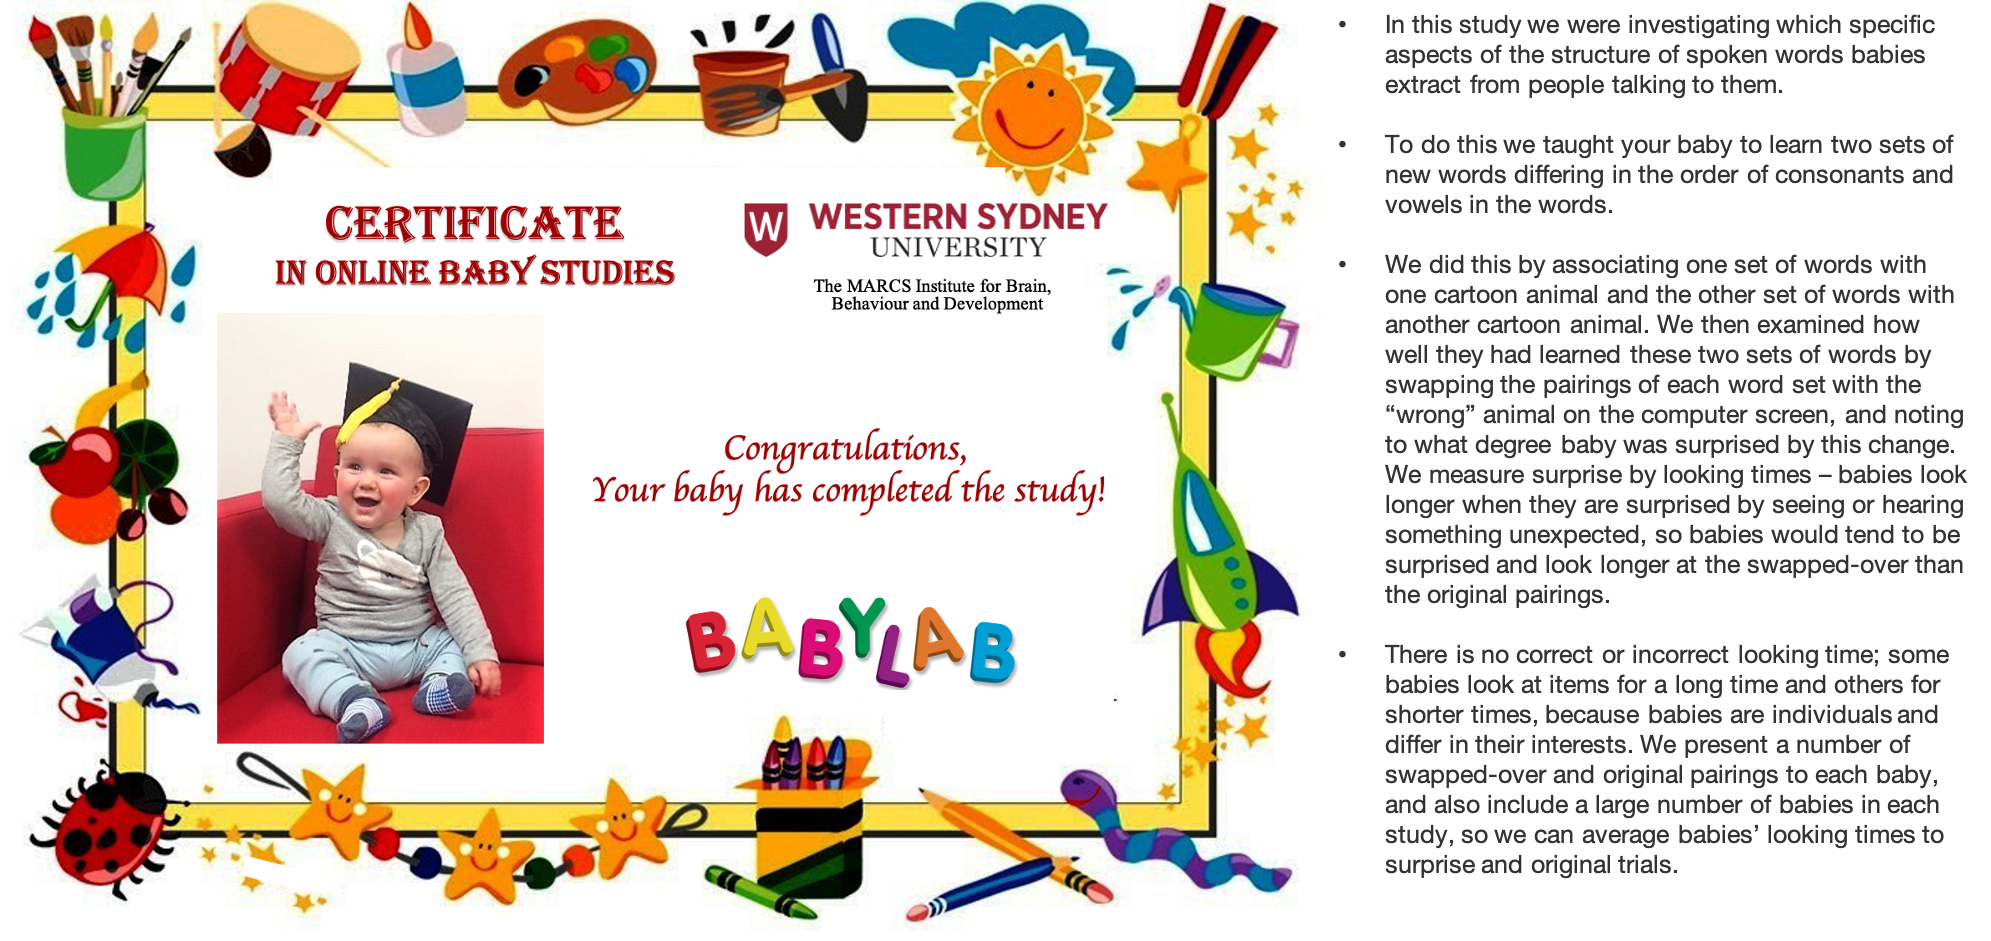 CERTIFICATE
IN ONLINE BABY STUDIES
W
WESTERN SYDNEY
UNIVERSITY
The MARCS Institute for Brain,
Behaviour and Development
Congratulations,
Your baby has completed the study!
BABYLAB
• In this study we were investigating which specific
aspects of the structure of spoken words babies
extract from people talking to them.
• To do this we taught your baby to learn two sets of
new words differing in the order of consonants and
vowels in the words.
• We did this by associating one set of words with
one cartoon animal and the other set of words with
another cartoon animal. We then examined how
well they had learned these two sets of words by
swapping the pairings of each word set with the
“wrong” animal on the computer screen, and noting
to what degree baby was surprised by this change.
We measure surprise by looking times – babies look
longer when they are surprised by seeing or hearing
something unexpected, so babies would tend to be
surprised and look longer at the swapped-over than
the original pairings.
• There is no correct or incorrect looking time; some
babies look at items for a long time and others for
shorter times, because babies are individuals and
differ in their interests. We present a number of
swapped-over and original pairings to each baby,
and also include a large number of babies in each
study, so we can average babies’ looking times to
surprise and original trials.